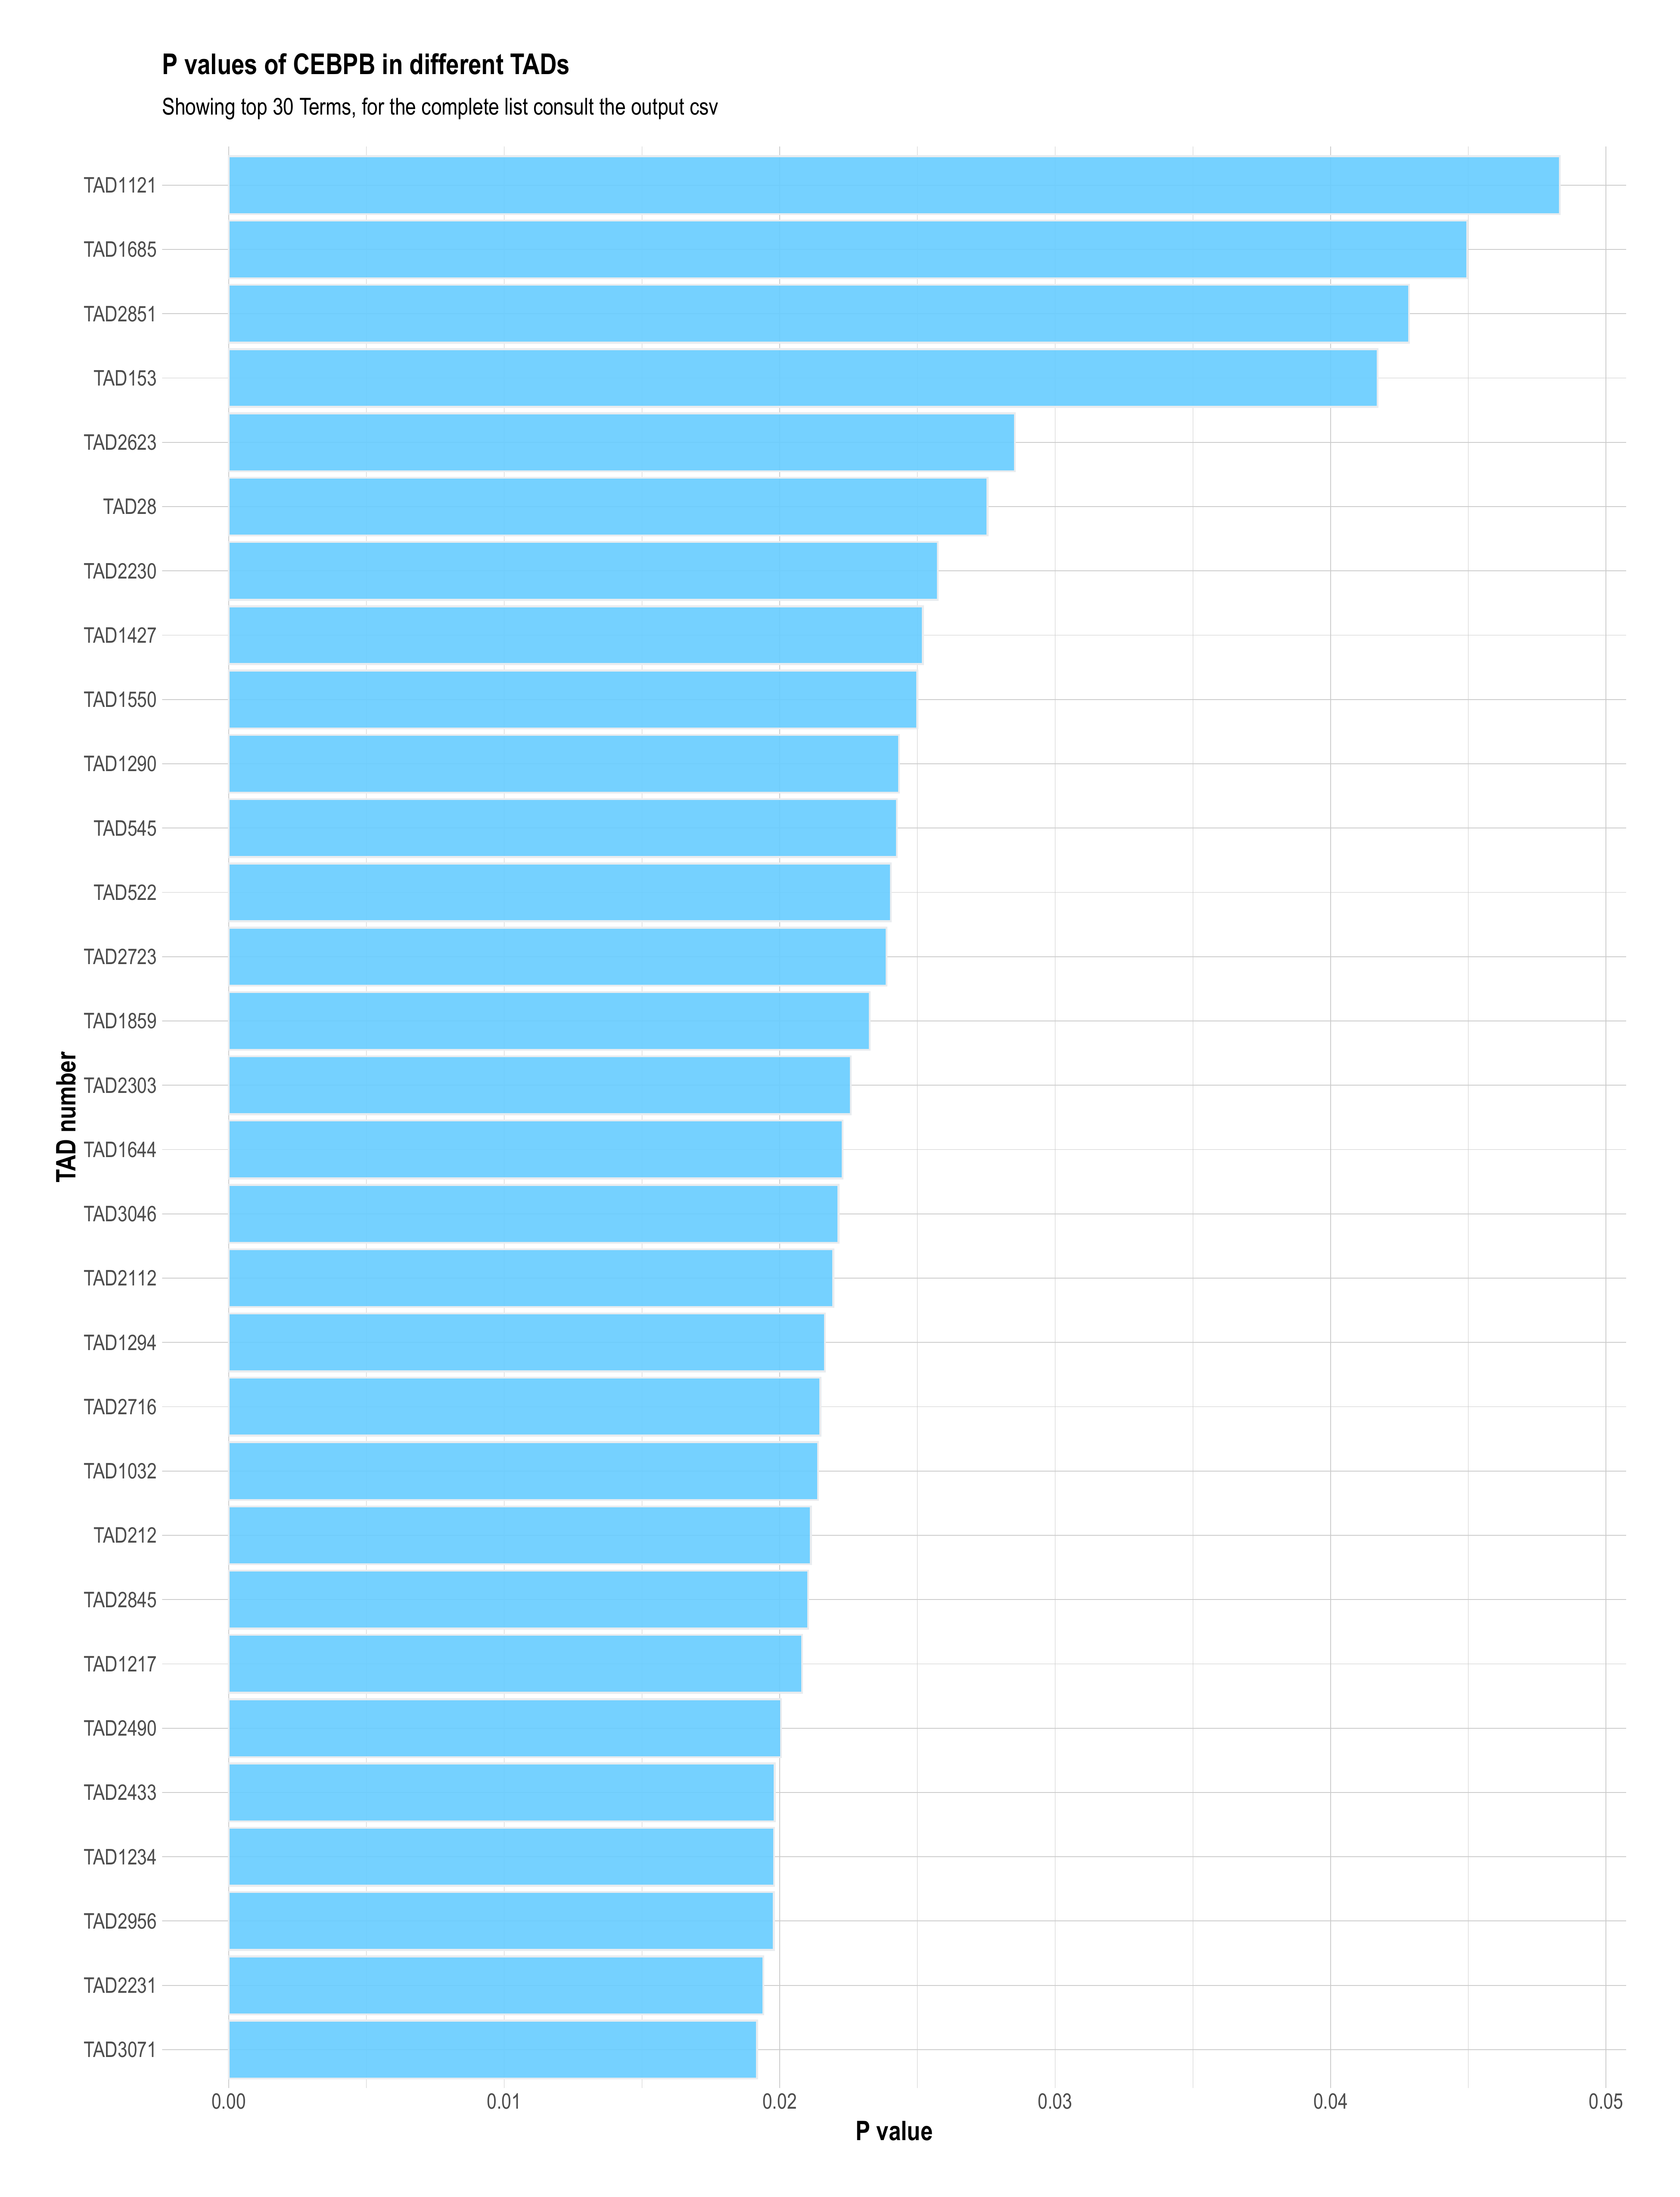 P values of CEBPB in different TADs
Showing top 30 Terms, for the complete list consult the output csv
TAD1121
TAD1685
TAD2851
TAD153
TAD2623
TAD28
TAD2230
TAD1427
TAD1550
TAD1290
TAD545
TAD522
TAD2723
TAD1859
TAD2303
TAD1644
TAD3046
TAD2112
TAD1294
TAD2716
TAD1032
TAD212
TAD2845
TAD1217
TAD2490
TAD2433
TAD1234
TAD2956
TAD2231
TAD3071
TAD number
0.00 0.01 0.02 0.03 0.04 0.05
P value